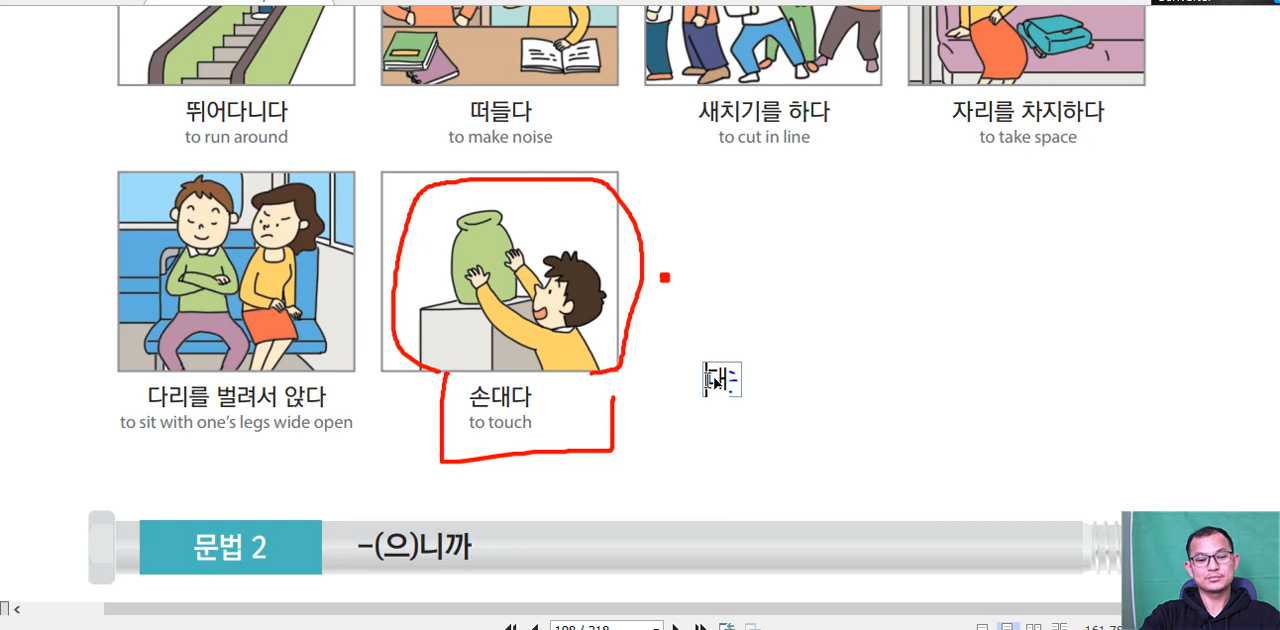 뛰어다니다
to run around
떠들다
to make noise
새치기를 하다
to cut in line
자리를 차지하다
to take space
다리를 벌려서 앉다
to sit with one's legs wide open
손대다
to touch
문법 2
-(으)니까